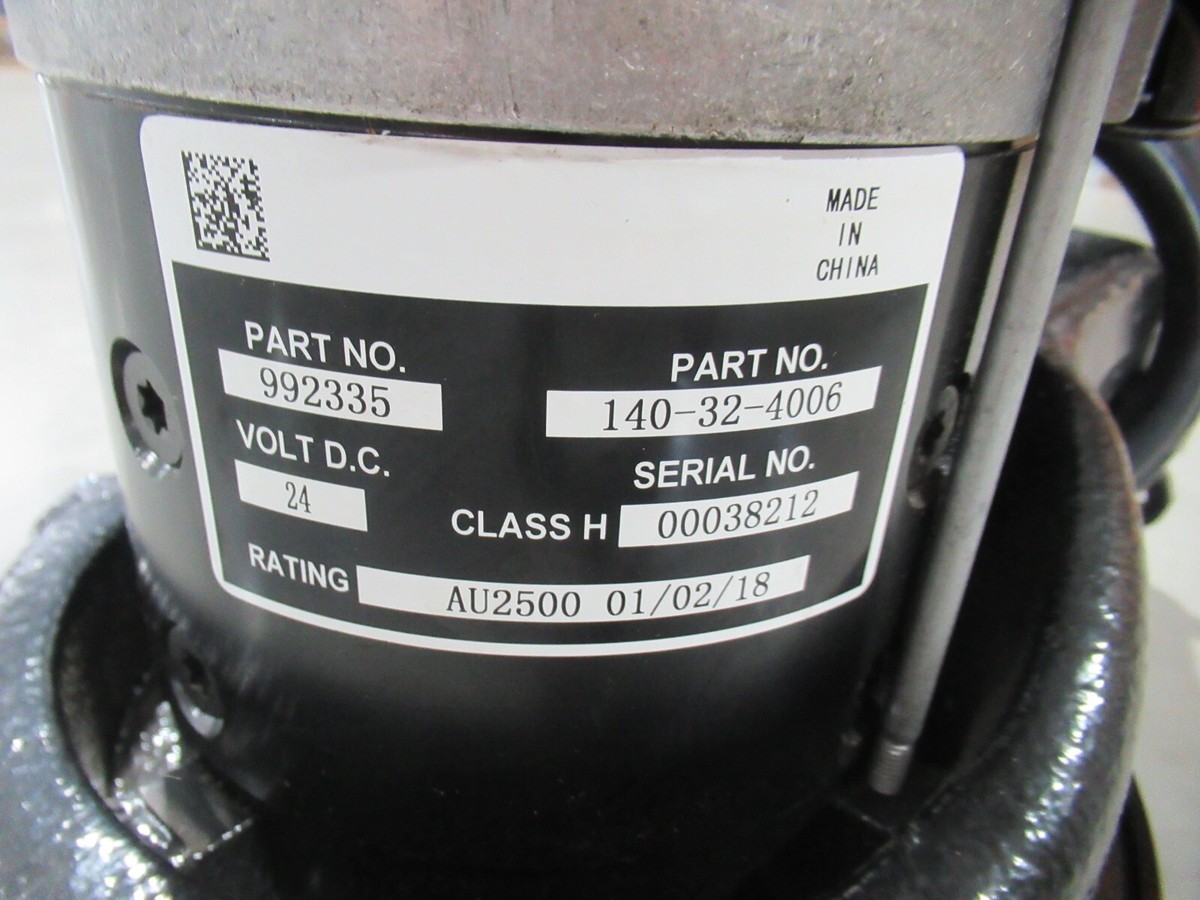 MADE
IN
CHINA
PART NO.
992335
PART NO.
140-32-4006
VOLT D.C.
24
SERIAL NO.
CLASS H 00038212
RATING AU2500 01/02/18